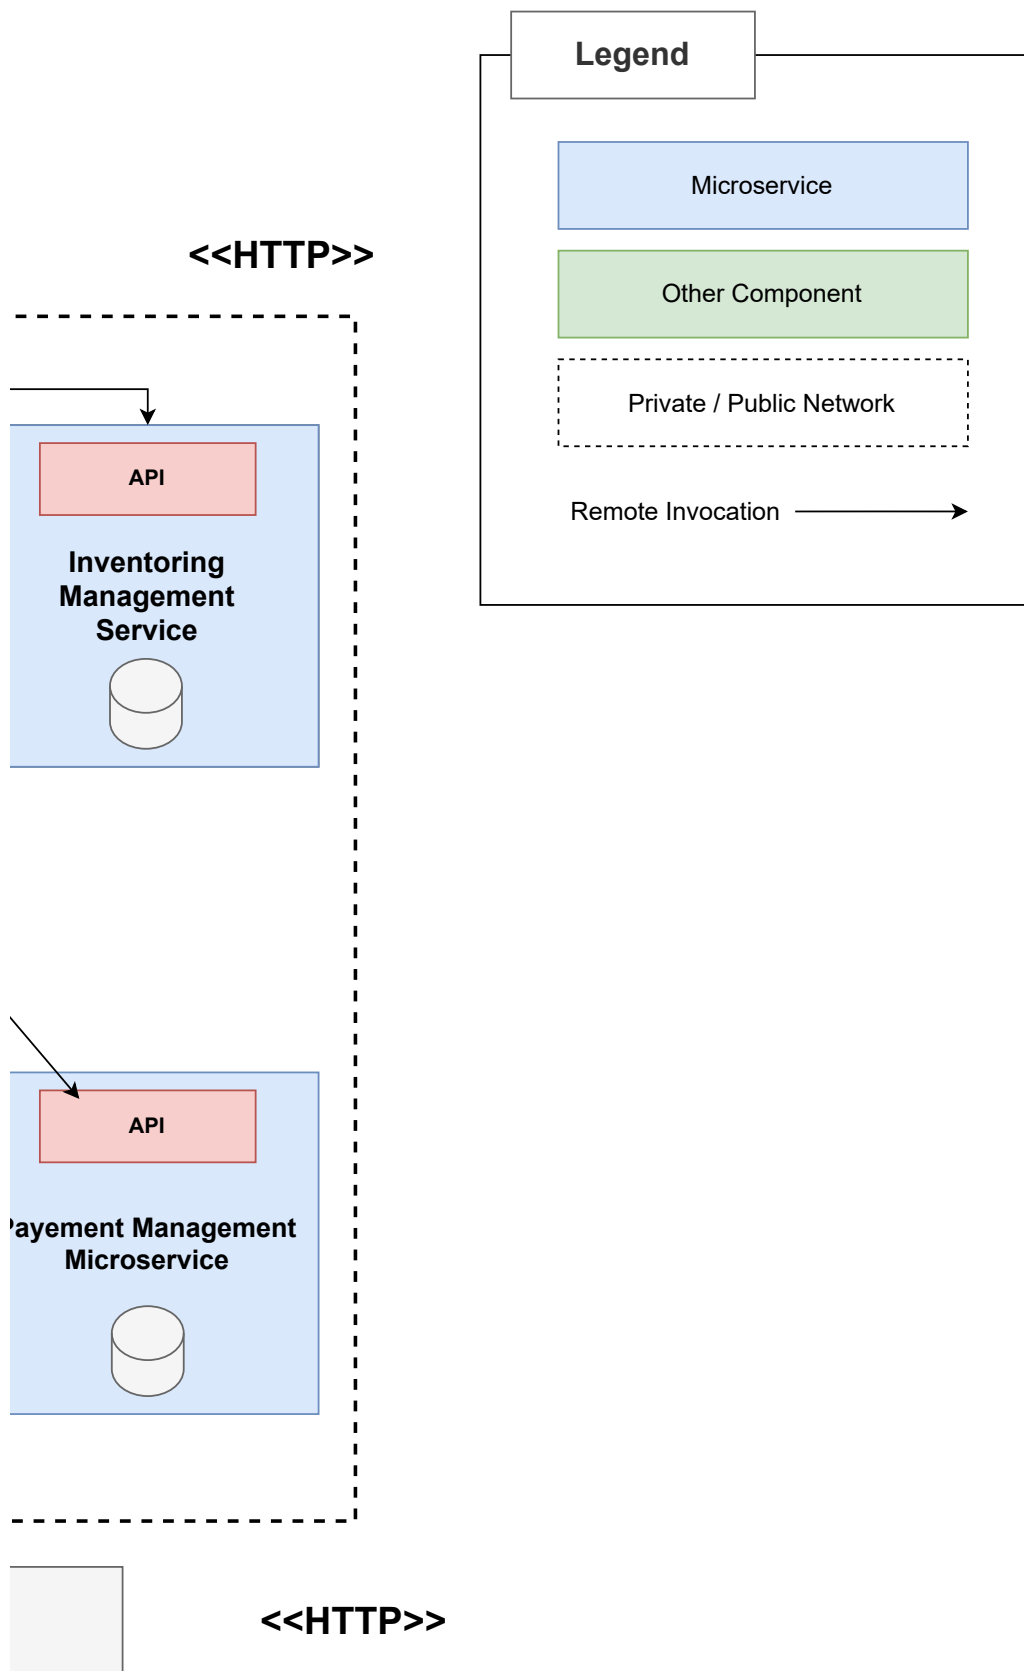 Legend
Microservice
Other Component
Private / Public Network
Remote Invocation
<<HTTP>>
API
Inventoring
Management
Service
API
ayement Management
Microservice
<<HTTP>>